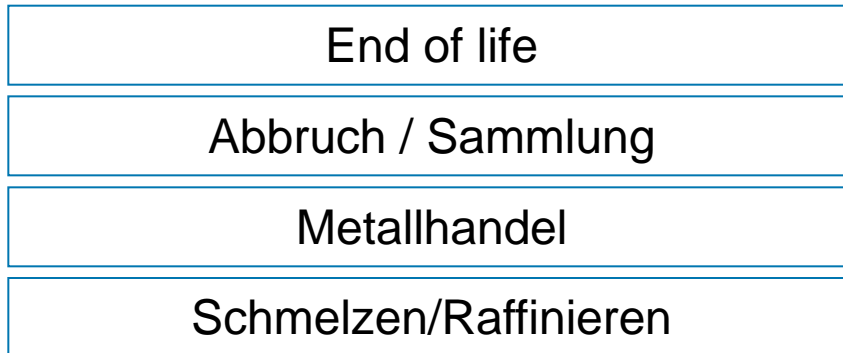 End of life
Abbruch / Sammlung
Metallhandel
Schmelzen/Raffinieren